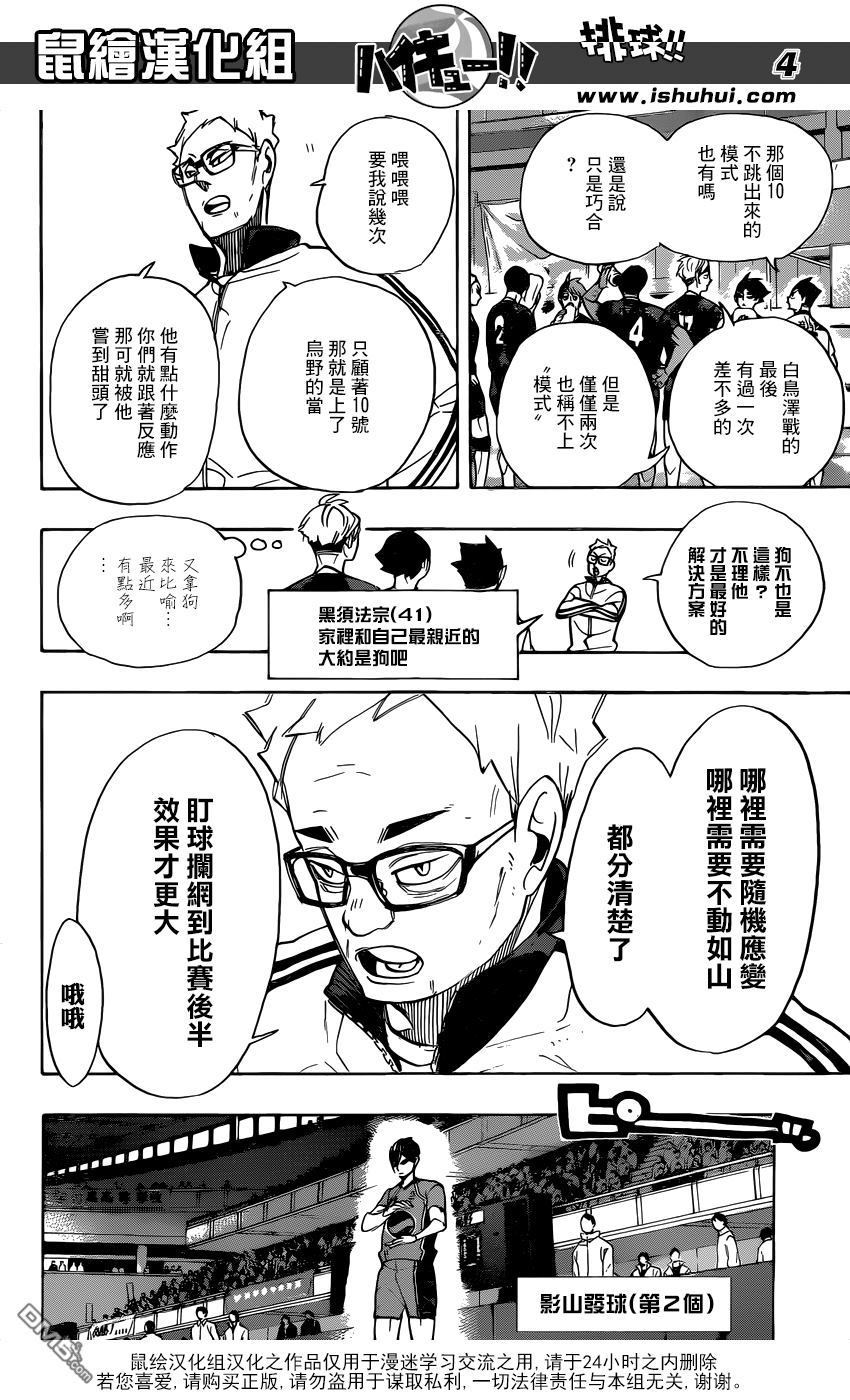 鼠繪漢化組
ハイキュー!!
排球!!
4
www.ishuhui.com
那個10
不跳出來的
模式
也有嗎
還是說
只是巧合
?
白鳥澤戰的
最後
有過一次
差不多的
但是
僅僅兩次
也稱不上
“模式”
2
4
喂喂喂
要我說幾次
只顧著10號
那就是上了
烏野的當
他有點什麼動作
你們就跟著反應
那可就被他
嘗到甜頭了
狗不也是
這樣?
不理他
才是最好的
解決方案
黑須法宗(41)
家裡和自己最親近的
大約是狗吧
又拿狗
來比喻…
最近
有點多啊
…
哪裡需要隨機應變
哪裡需要不動如山
都分清楚了
盯球攔網到比賽後半
效果才更大
哦哦
ピー
影山發球(第2個)
鼠绘汉化组汉化之作品仅用于漫迷学习交流之用, 请于24小时之内删除
若您喜爱, 请购买正版, 请勿盗用于谋取私利, 一切法律责任与本组无关, 谢谢.